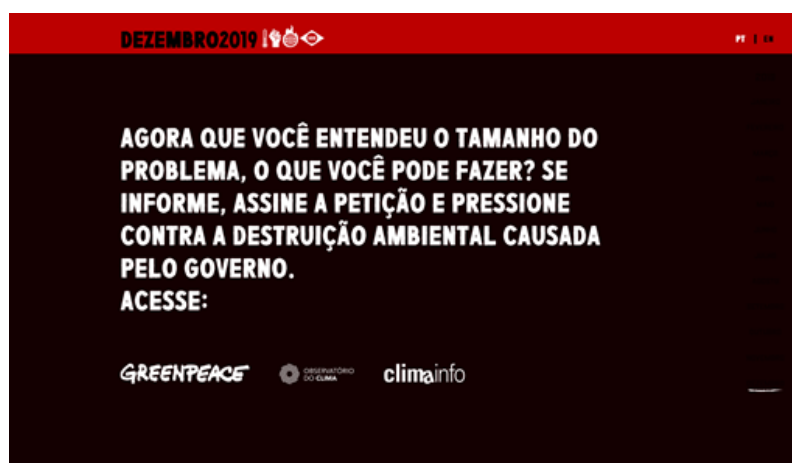 DEZEMBRO2019
PT | EN
AGORA QUE VOCÊ ENTENDEU O TAMANHO DO
PROBLEMA, O QUE VOCÊ PODE FAZER? SE
INFORME, ASSINE A PETIÇÃO E PRESSIONE
CONTRA A DESTRUIÇÃO AMBIENTAL CAUSADA
PELO GOVERNO.
ACESSE:
GREENPEACE
OBSERVATÓRIO
DO CLIMA
climainfo